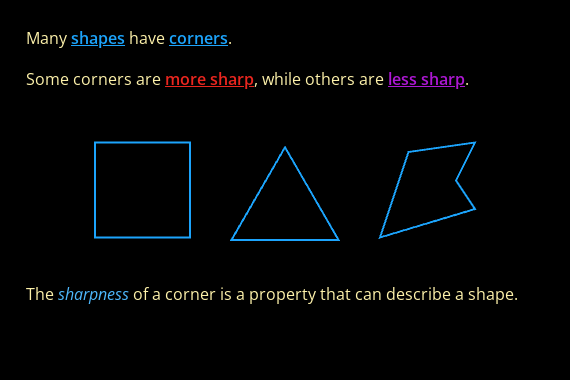 Many shapes have corners.
Some corners are more sharp, while others are less sharp.
The sharpness of a corner is a property that can describe a shape.